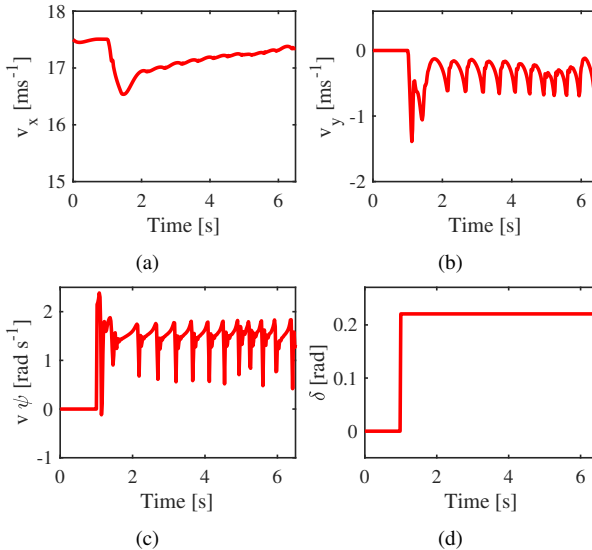 18
17
16
15
v_x [ms⁻¹]
0 2 4 6
Time [s]
(a)
0
-1
-2
v_y [ms⁻¹]
0 2 4 6
Time [s]
(b)
2
1
0
-1
v ψ [rad s⁻¹]
0 2 4 6
Time [s]
(c)
0.2
0.1
0
δ [rad]
0 2 4 6
Time [s]
(d)